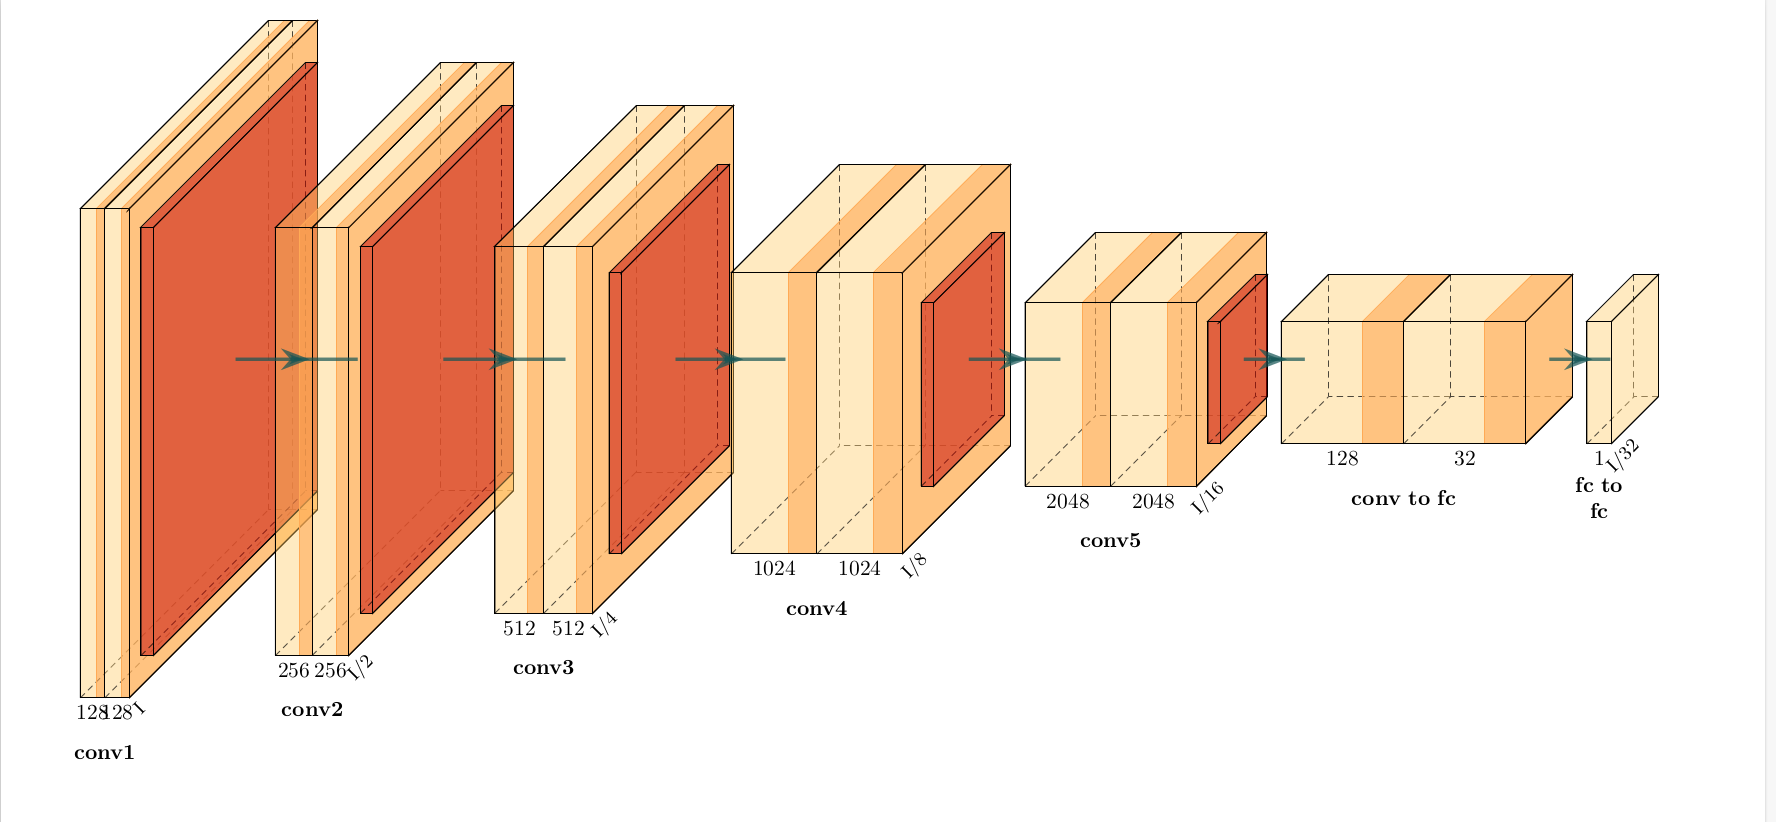 128 128 I
conv1
256 256 I/2
conv2
512 512 I/4
conv3
1024 1024 I/8
conv4
2048 2048 I/16
conv5
128 32
conv to fc
1 I/32
fc to
fc